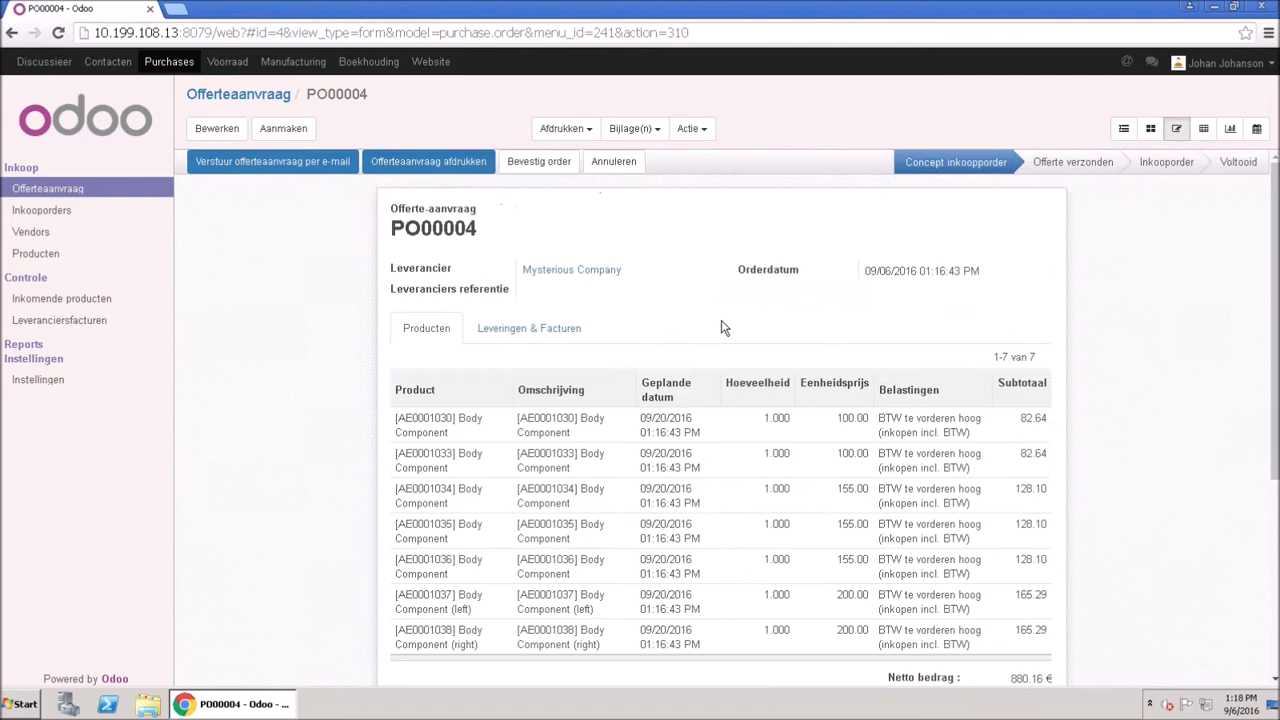 PO00004 - Odoo
10.199.108.13:8079/web?#id=4&view_type=form&model=purchase.order&menu_id=241&action=310
Discussieer Contacten Purchases Voorraad Manufacturing Boekhouding Website @ Johan Johanson
odoo
Offerteaanvraag / PO00004
Bewerken Aanmaken Afdrukken Bijlage(n) Actie
Inkoop
Offerteaanvraag
Inkooporders
Vendors
Producten
Controle
Inkomende producten
Leveranciersfacturen
Reports
Instellingen
Instellingen
Powered by Odoo
Verstuur offerteaanvraag per e-mail Offerteaanvraag afdrukken Bevestig order Annuleren Concept inkoopporder Offerte verzonden Inkooporder Voltooid
Offerte-aanvraag
PO00004
Leverancier Mysterious Company Orderdatum 09/06/2016 01:16:43 PM
Leveranciers referentie
Producten Leveringen & Facturen
1-7 van 7
Product Omschrijving Geplande datum Hoeveelheid Eenheidsprijs Belastingen Subtotaal
[AE0001030] Body [AE0001030] Body 09/20/2016 1.000 100.00 BTW te vorderen hoog 82.64
Component Component 01:16:43 PM (inkopen incl. BTW)
[AE0001033] Body [AE0001033] Body 09/20/2016 1.000 100.00 BTW te vorderen hoog 82.64
Component Component 01:16:43 PM (inkopen incl. BTW)
[AE0001034] Body [AE0001034] Body 09/20/2016 1.000 155.00 BTW te vorderen hoog 128.10
Component Component 01:16:43 PM (inkopen incl. BTW)
[AE0001035] Body [AE0001035] Body 09/20/2016 1.000 155.00 BTW te vorderen hoog 128.10
Component Component 01:16:43 PM (inkopen incl. BTW)
[AE0001036] Body [AE0001036] Body 09/20/2016 1.000 155.00 BTW te vorderen hoog 128.10
Component Component 01:16:43 PM (inkopen incl. BTW)
[AE0001037] Body [AE0001037] Body 09/20/2016 1.000 200.00 BTW te vorderen hoog 165.29
Component (left) Component (left) 01:16:43 PM (inkopen incl. BTW)
[AE0001038] Body [AE0001038] Body 09/20/2016 1.000 200.00 BTW te vorderen hoog 165.29
Component (right) Component (right) 01:16:43 PM (inkopen incl. BTW)
Netto bedrag : 880.16 €
Start PO00004 - Odoo - ... 1:18 PM
9/6/2016